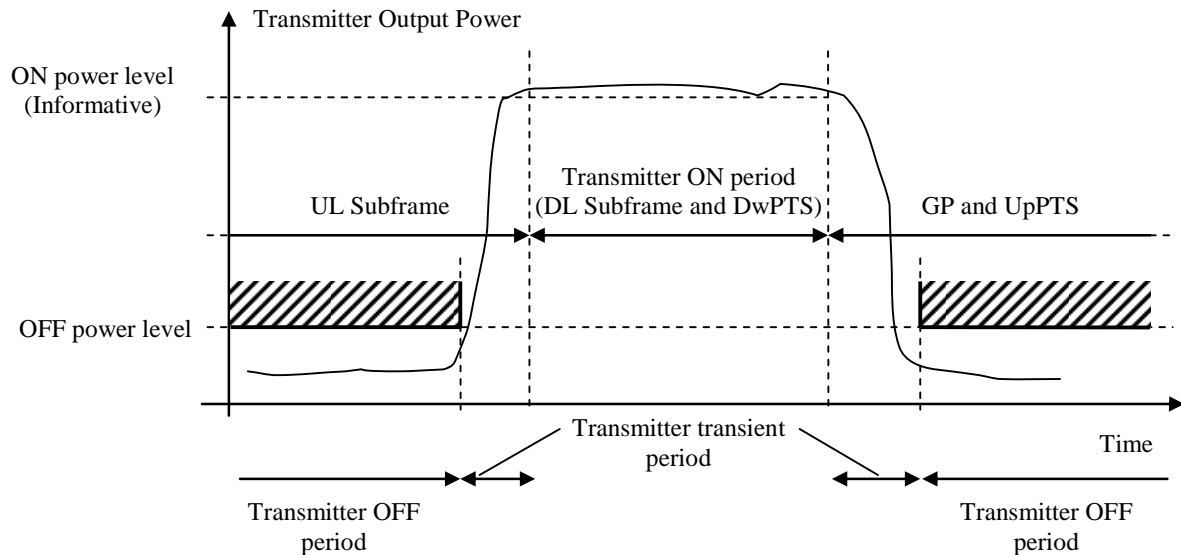 Transmitter Output Power
ON power level
(Informative)
UL Subframe
Transmitter ON period
(DL Subframe and DwPTS)
GP and UpPTS
OFF power level
Transmitter transient
period
Time
Transmitter OFF
period
Transmitter OFF
period